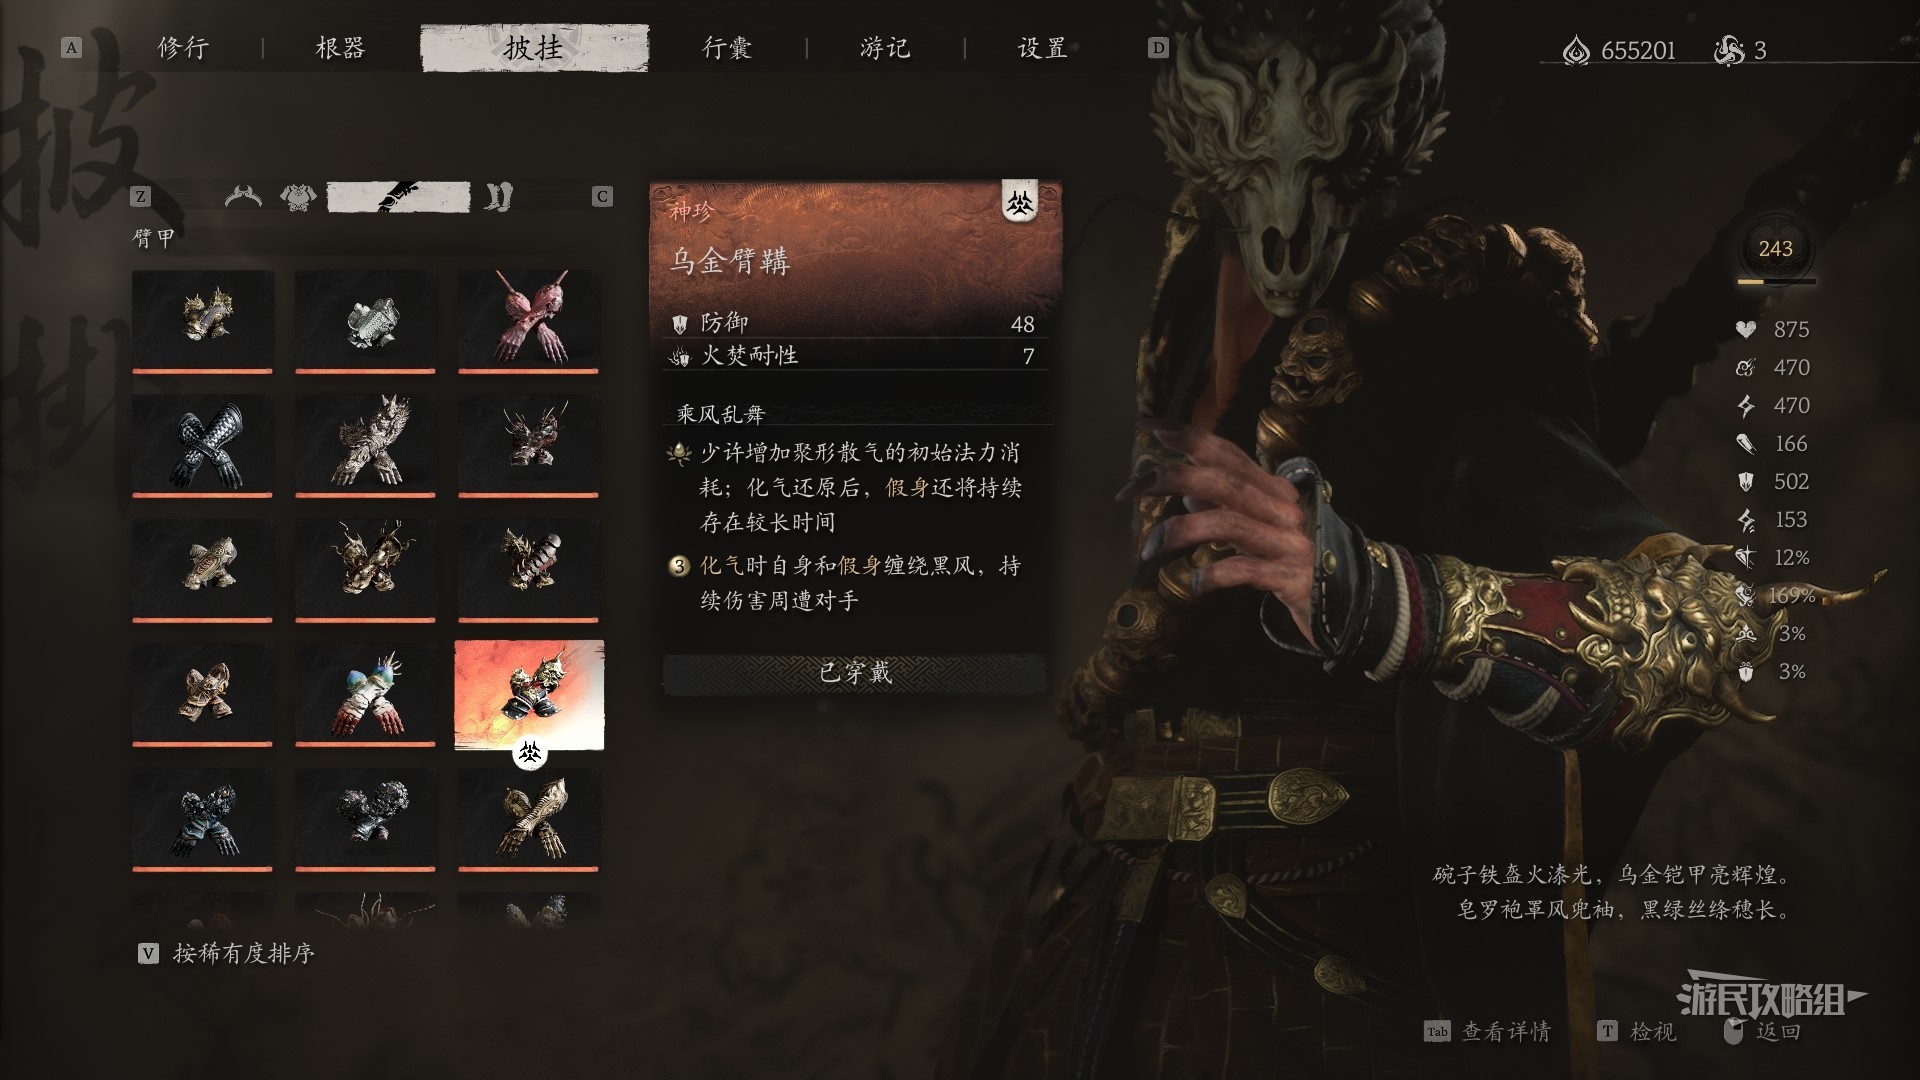 A 修行 根器 披挂 行囊 游记 设置 D 655201 3
披掛
Z C
臂甲
神珍
乌金臂鞲
防御 48
火焚耐性 7
乘风乱舞
少许增加聚形散气的初始法力消
耗；化气还原后，假身还将持续
存在较长时间
3 化气时自身和假身缠绕黑风，持
续伤害周遭对手
已穿戴
V 按稀有度排序
243
875
470
470
166
502
153
12%
169%
3%
3%
碗子铁盔火漆光，乌金铠甲亮辉煌。
皂罗袍罩风兜袖，黑绿丝绦穗长。
游民攻略组
Tab 查看详情 T 检视 返回